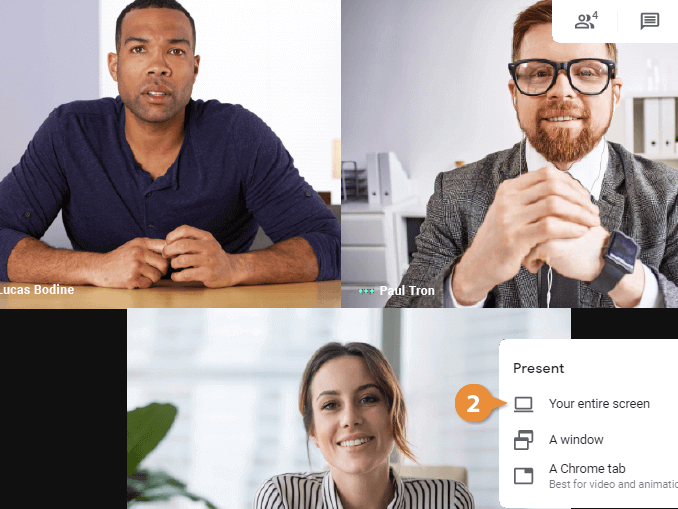 4
Lucas Bodine
Paul Tron
Present
2
Your entire screen
A window
A Chrome tab
Best for video and animatio